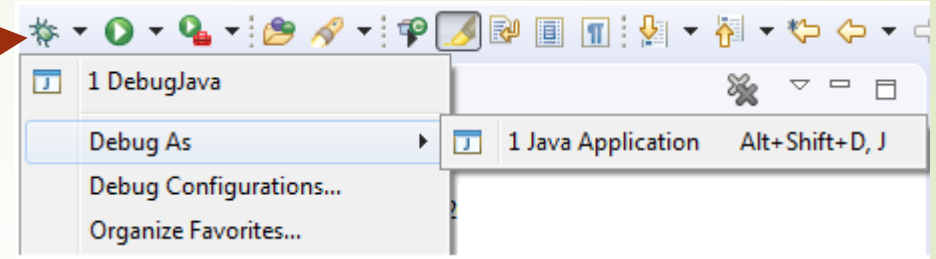 1 DebugJava
Debug As
1 Java Application Alt+Shift+D, J
Debug Configurations...
Organize Favorites...